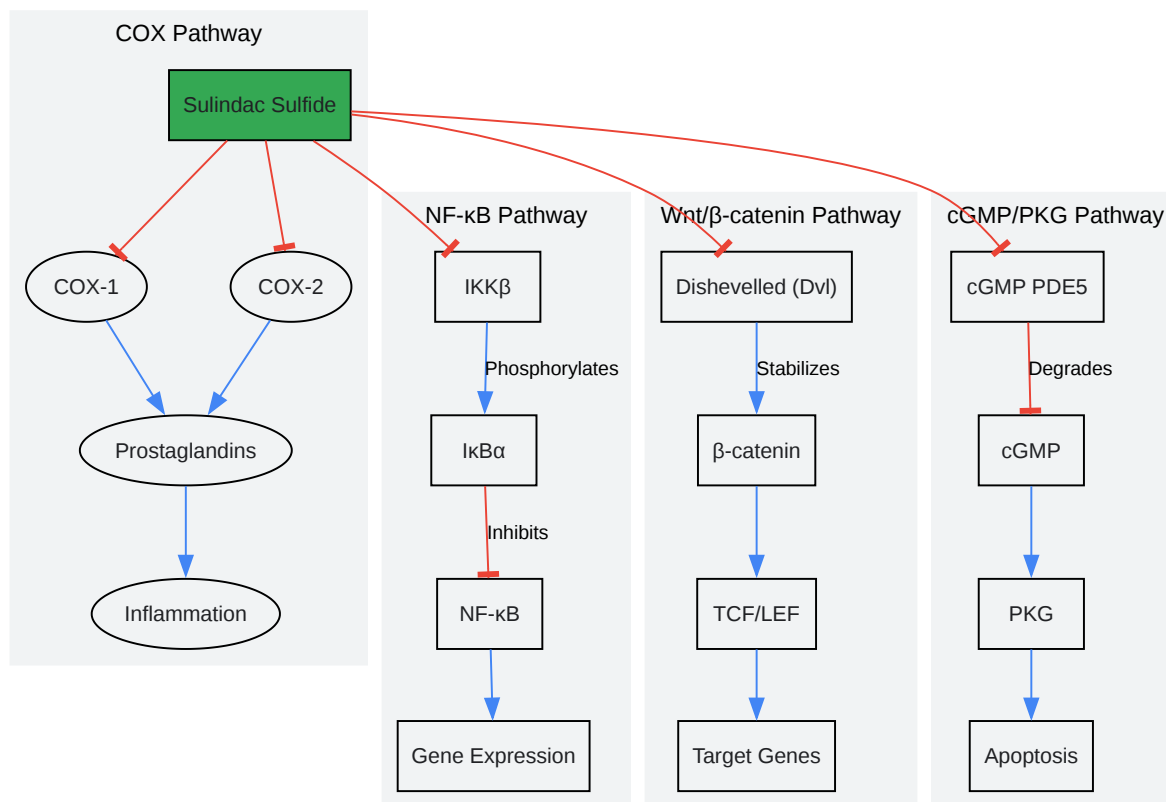 COX Pathway
Sulindac Sulfide
NF-κB Pathway
Wnt/β-catenin Pathway
cGMP/PKG Pathway
COX-1
COX-2
IKKβ
Dishevelled (Dvl)
cGMP PDE5
Phosphorylates
Stabilizes
Degrades
Prostaglandins
IκBα
β-catenin
cGMP
Inhibits
Inflammation
NF-κB
TCF/LEF
PKG
Gene Expression
Target Genes
Apoptosis